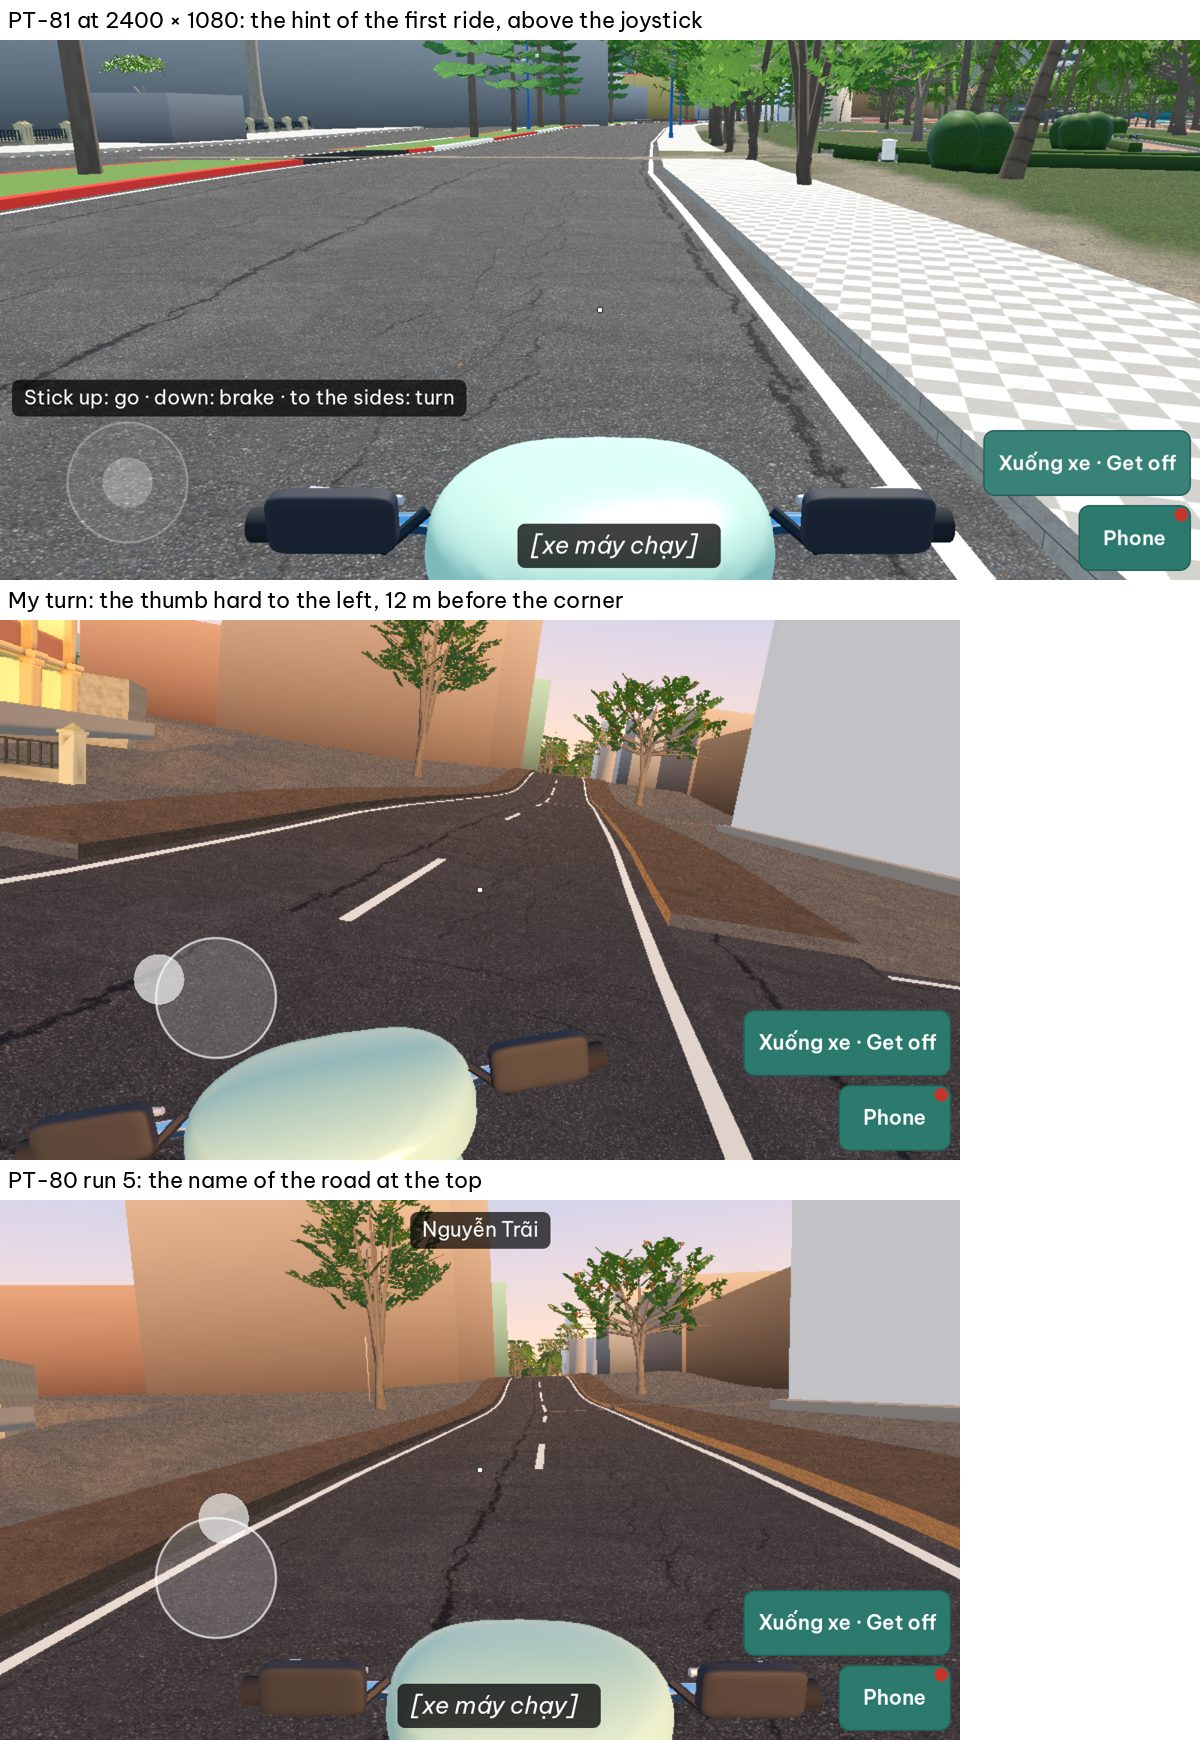 PT-81 at 2400 × 1080: the hint of the first ride, above the joystick
Stick up: go · down: brake · to the sides: turn
Xuống xe · Get off
[xe máy chạy]
Phone
My turn: the thumb hard to the left, 12 m before the corner
Xuống xe · Get off
Phone
PT-80 run 5: the name of the road at the top
Nguyễn Trãi
Xuống xe · Get off
[xe máy chạy]
Phone